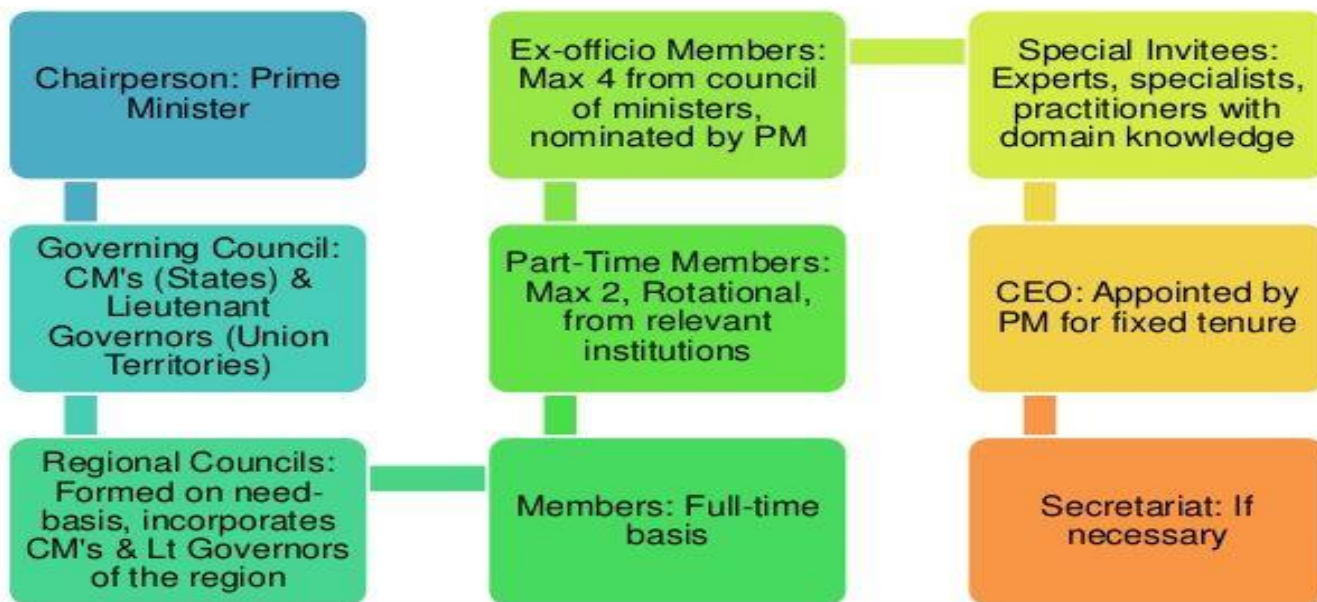 Chairperson: Prime
Minister
Governing Council:
CM's (States) &
Lieutenant
Governors (Union
Territories)
Regional Councils:
Formed on need-
basis, incorporates
CM's & Lt Governors
of the region
Members: Full-time
basis
Part-Time Members:
Max 2, Rotational,
from relevant
institutions
Ex-officio Members:
Max 4 from council
of ministers,
nominated by PM
Special Invitees:
Experts, specialists,
practitioners with
domain knowledge
CEO: Appointed by
PM for fixed tenure
Secretariat: If
necessary